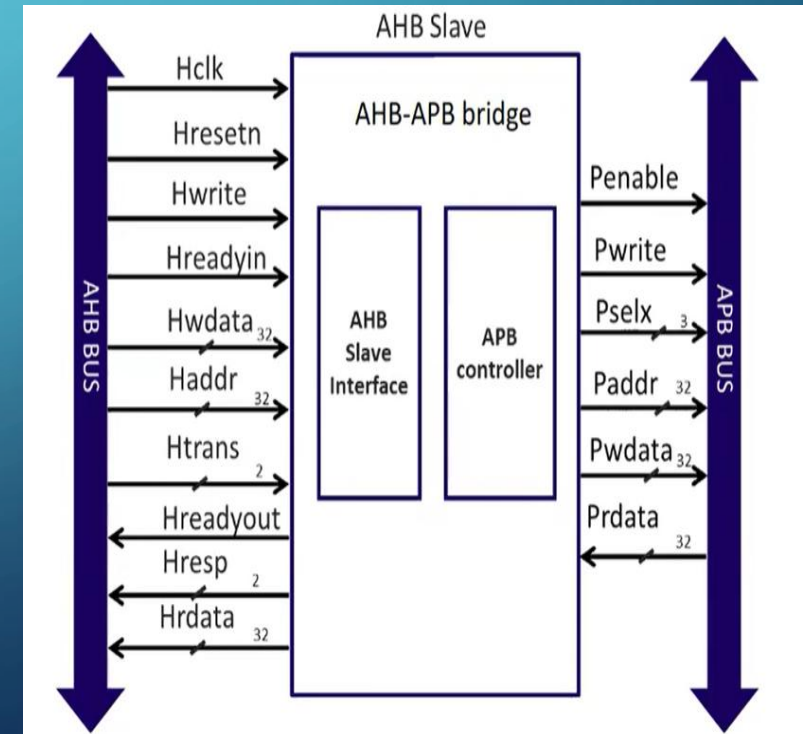 AHB Slave
Hclk
AHB-APB bridge
Hresetn
Penable
Hwrite
Pwrite
Hreadyin
Pselx 3
Hwdata 32
AHB BUS
AHB
Slave
Interface
APB
controller
APB BUS
Haddr 32
Paddr 32
Htrans 2
Pwdata 32
Hreadyout
Prdata 32
Hresp 2
Hrdata 32